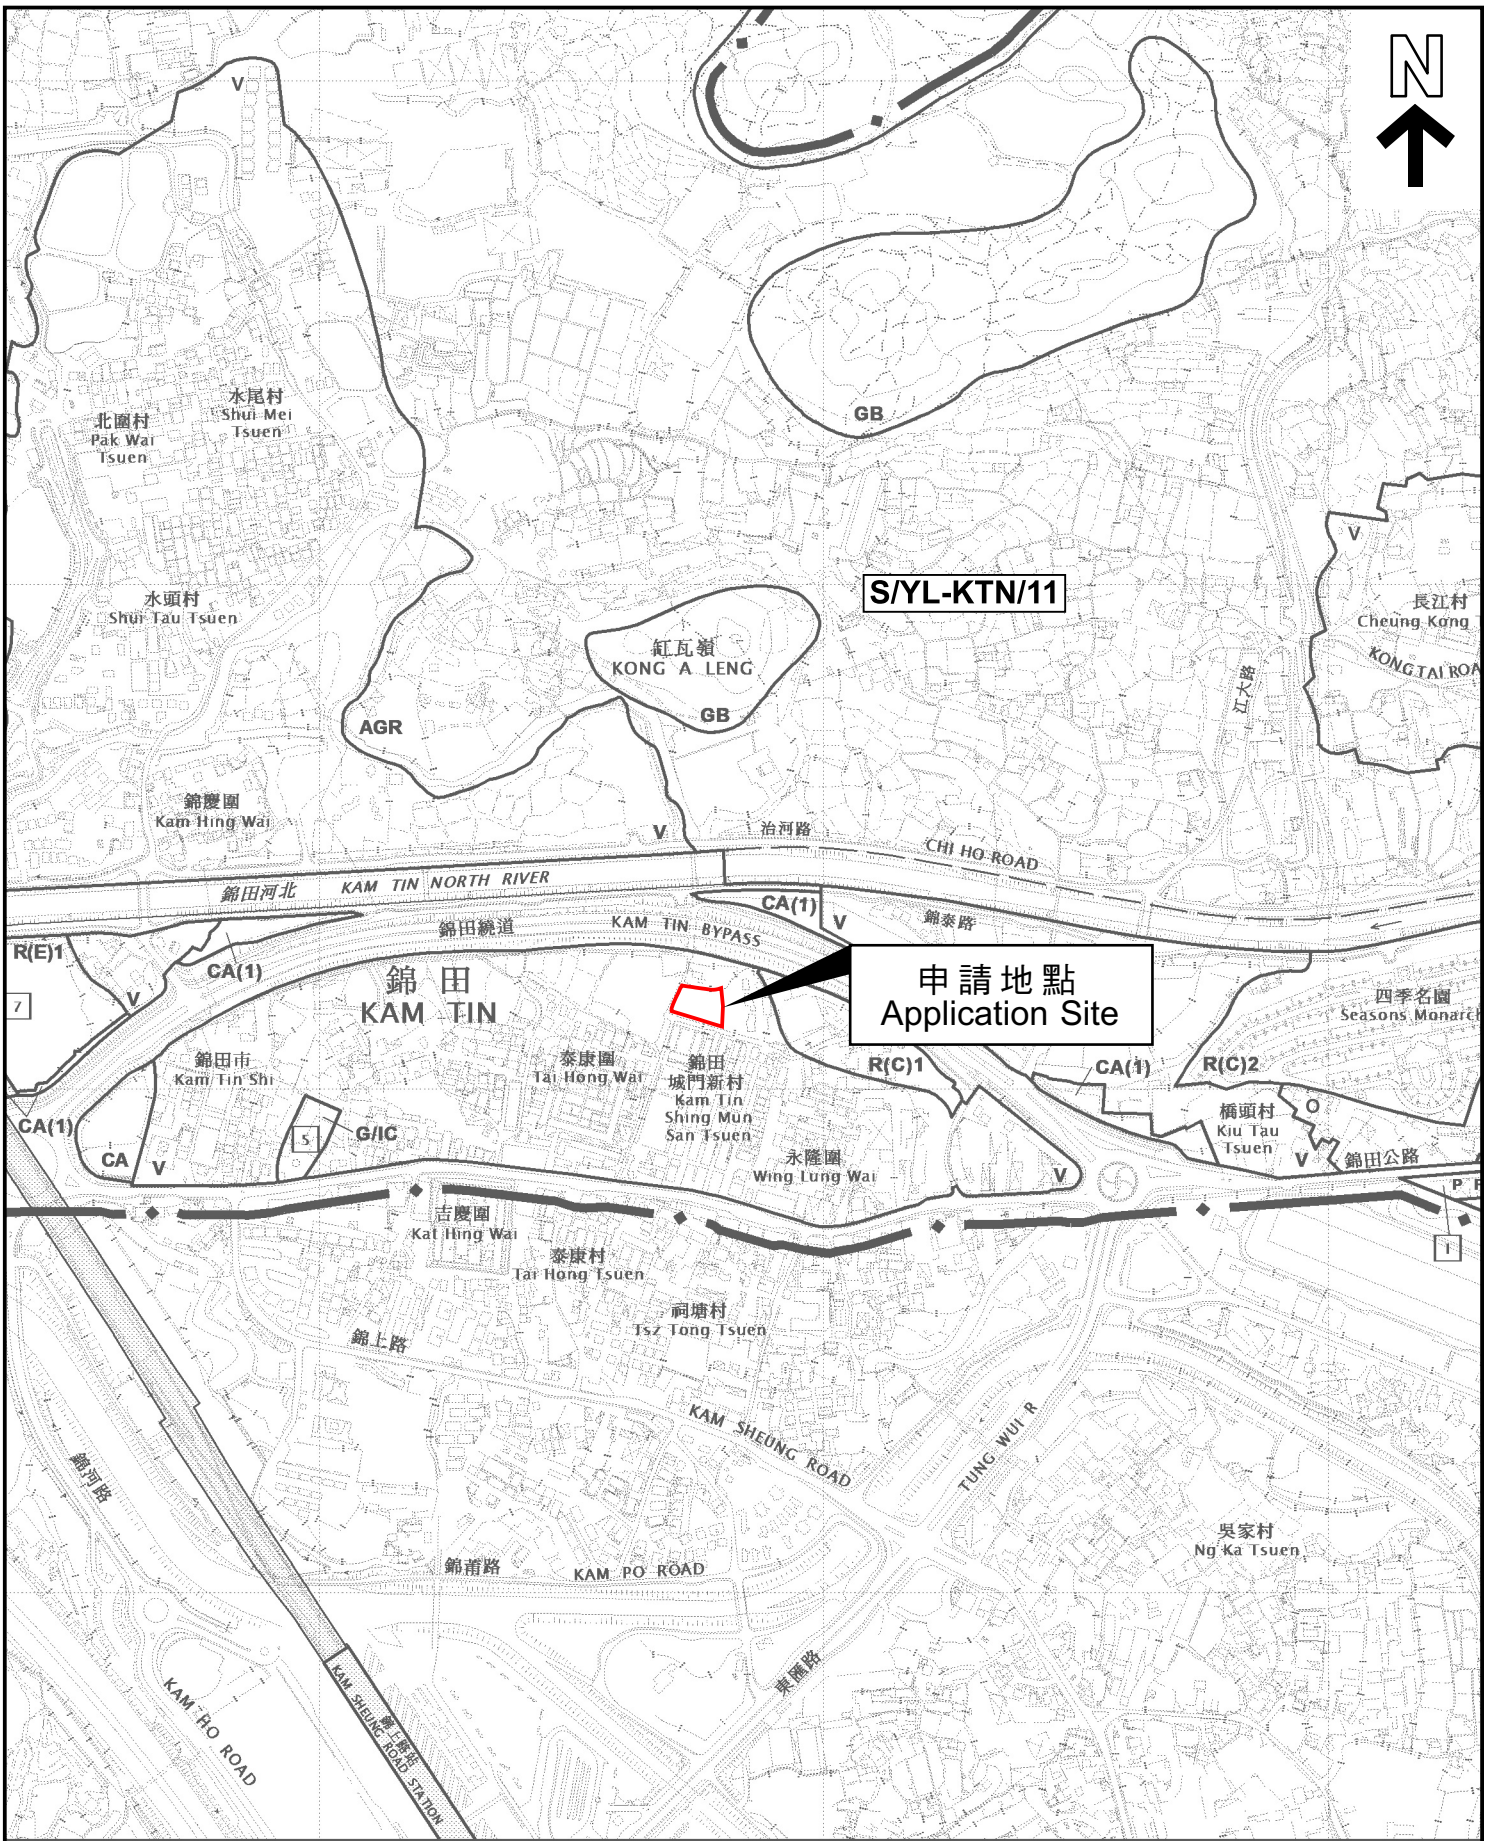 N
V
水尾村
Shui Mei
Tsuen
北圍村
Pak Wai
Tsuen
GB
V
S/YL-KTN/11
水頭村
Shui Tau Tsuen
長江村
Cheung Kong
KONG TAI ROA
缸瓦嶺
KONG A LENG
GB
江大路
AGR
錦慶圍
Kam Hing Wai
V
治河路
CHI HO ROAD
錦田河北
KAM TIN NORTH RIVER
CA(1)
V
錦泰路
錦田繞道
KAM TIN BYPASS
R(E)1
CA(1)
V
7
錦田
KAM TIN
申請地點
Application Site
四季名園
Seasons Monarch
錦田市
Kam Tin Shi
泰康圍
Tai Hong Wai
錦田
城門新村
Kam Tin
Shing Mun
San Tsuen
R(C)1
CA(1)
R(C)2
橋頭村
Kiu Tau
Tsuen
O
V
錦田公路
CA(1)
CA
V
5
G/IC
永隆圍
Wing Lung Wai
V
P F
1
吉慶圍
Kat Hing Wai
泰康村
Tai Hong Tsuen
祠塘村
Tsz Tong Tsuen
錦上路
KAM SHEUNG ROAD
TUNG WUI R
錦河路
吳家村
Ng Ka Tsuen
錦莆路
KAM PO ROAD
東匯路
KAM HO ROAD
錦上路站
KAM SHEUNG ROAD STATION